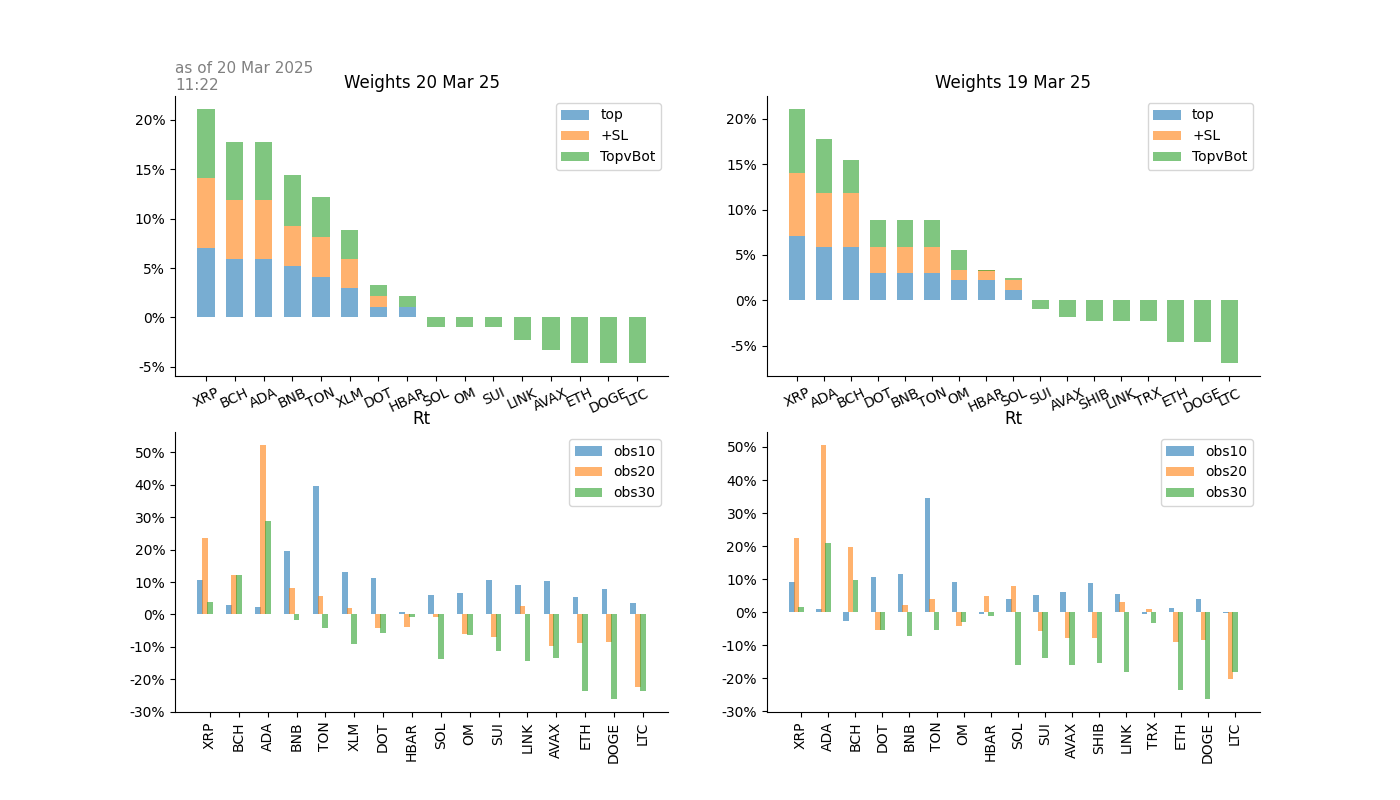 as of 20 Mar 2025
11:22
Weights 20 Mar 25
20%
15%
10%
5%
0%
-5%
top
+SL
TopvBot
XRP BCH ADA BNB TON XLM DOT HBAR SOL OM SUI LINK AVAX ETH DOGE LTC
Weights 19 Mar 25
20%
15%
10%
5%
0%
-5%
top
+SL
TopvBot
XRP ADA BCH DOT BNB TON OM HBAR SOL SUI AVAX SHIB LINK TRX ETH DOGE LTC
Rt
50%
40%
30%
20%
10%
0%
-10%
-20%
-30%
obs10
obs20
obs30
XRP BCH ADA BNB TON XLM DOT HBAR SOL OM SUI LINK AVAX ETH DOGE LTC
Rt
50%
40%
30%
20%
10%
0%
-10%
-20%
-30%
obs10
obs20
obs30
XRP ADA BCH DOT BNB TON OM HBAR SOL SUI AVAX SHIB LINK TRX ETH DOGE LTC